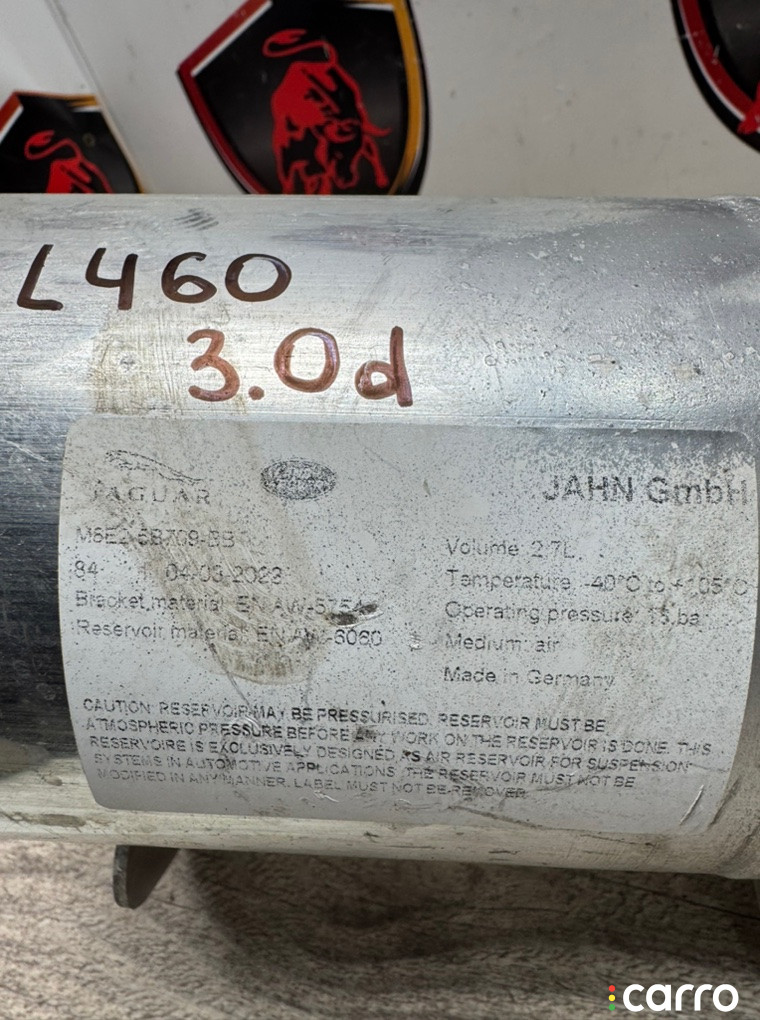 L460
3.0d
JAGUAR
JAHN GmbH
M6E2-5B709-BB
84 04.03.2023
Bracket material: EN AW-5754
Reservoir material: EN AW-6060
Volume: 2.7L
Temperature: -40°C to +105°C
Operating pressure:
Medium: air
Made in Germany
CAUTION: RESERVOIR MAY BE PRESSURISED. RESERVOIR MUST BE
ATMOSPHERIC PRESSURE BEFORE ANY WORK ON THE RESERVOIR IS DONE. THIS
RESERVOIRE IS EXCLUSIVELY DESIGNED AS AIR RESERVOIR FOR SUSPENSION
SYSTEMS IN AUTOMOTIVE APPLICATIONS. THE RESERVOIR MUST NOT BE
MODIFIED IN ANY MANNER. LABEL MUST NOT BE REMOVED
carro